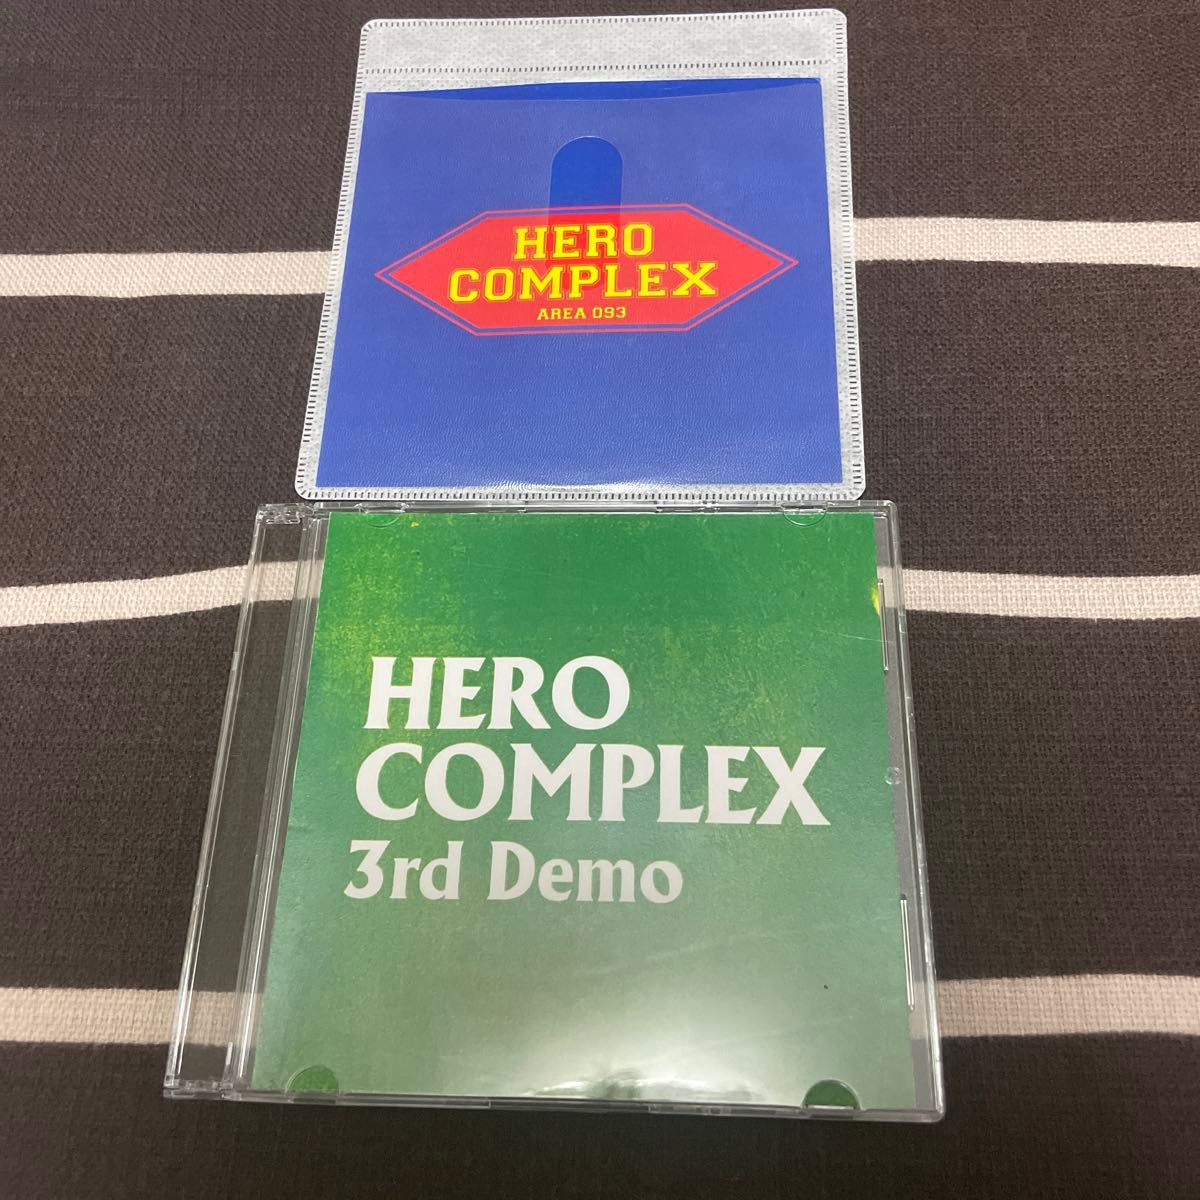 HERO
COMPLEX
AREA 093
HERO
COMPLEX
3rd Demo